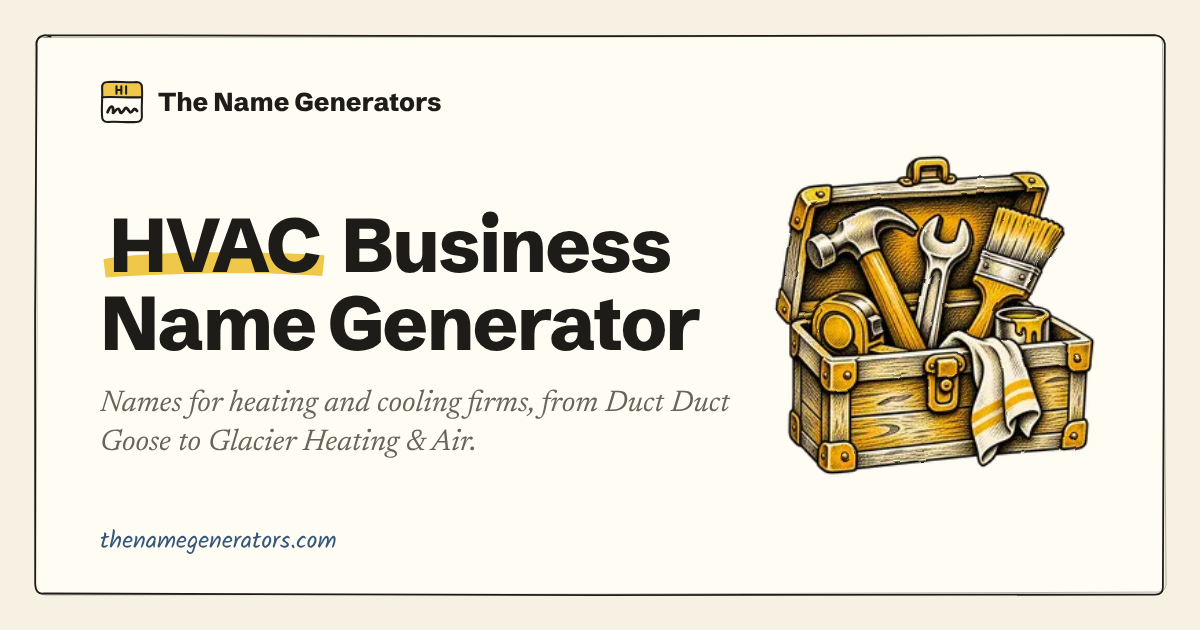 HI
The Name Generators
HVAC Business
Name Generator
Names for heating and cooling firms, from Duct Duct
Goose to Glacier Heating & Air.
thenamegenerators.com